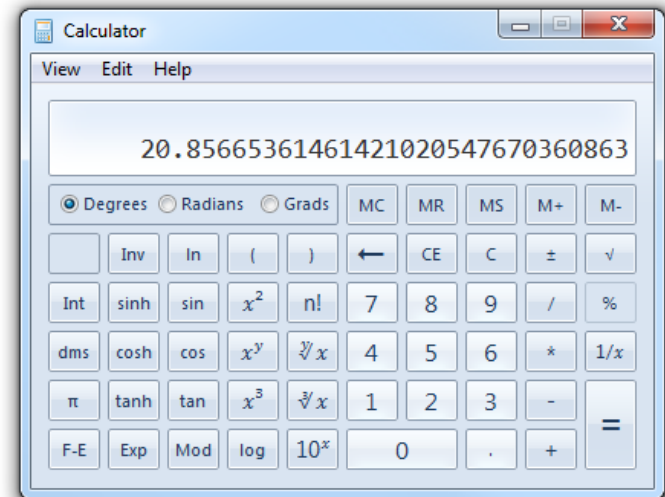 Calculator
View Edit Help
20.856653614614210205476703608​63
Degrees Radians Grads MC MR MS M+ M-
Inv ln ( ) ← CE C ± √
Int sinh sin x² n! 7 8 9 / %
dms cosh cos xʸ ʸ√x 4 5 6 * 1/x
π tanh tan x³ ³√x 1 2 3 - =
F-E Exp Mod log 10ˣ 0 . +